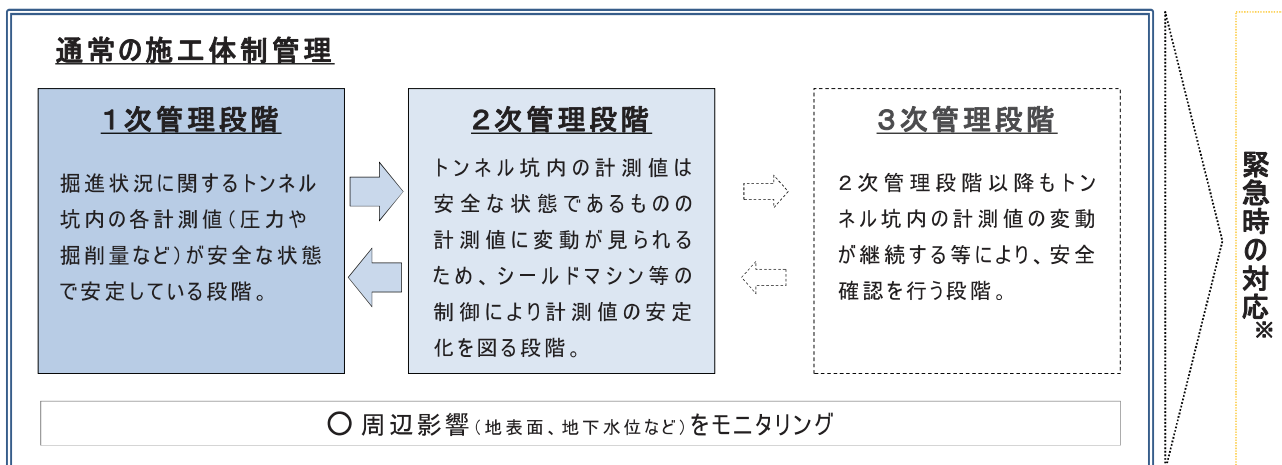 通常の施工体制管理
１次管理段階
掘進状況に関するトンネル
坑内の各計測値（圧力や
掘削量など）が安全な状態
で安定している段階。
２次管理段階
トンネル坑内の計測値は
安全な状態であるものの
計測値に変動が見られる
ため、シールドマシン等の
制御により計測値の安定
化を図る段階。
３次管理段階
２次管理段階以降もトン
ネル坑内の計測値の変動
が継続する等により、安全
確認を行う段階。
〇 周辺影響（地表面、地下水位など）をモニタリング
緊急時の対応※